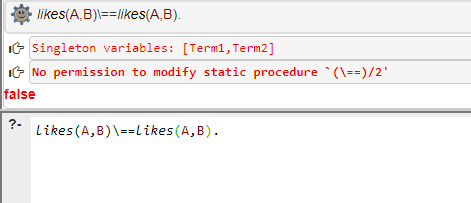 likes(A,B)\==likes(A,B).
Singleton variables: [Term1,Term2]
No permission to modify static procedure `(\==)/2'
false
?- likes(A,B)\==likes(A,B).